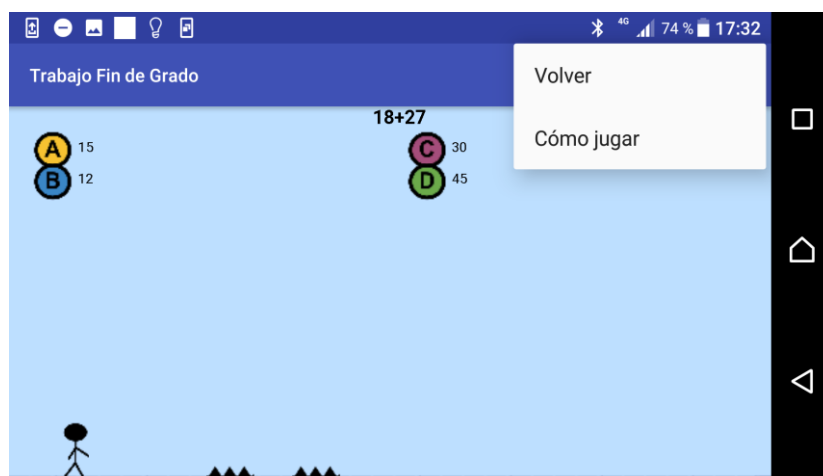 4G 74 % 17:32
Trabajo Fin de Grado
Volver
Cómo jugar
18+27
A 15
B 12
C 30
D 45